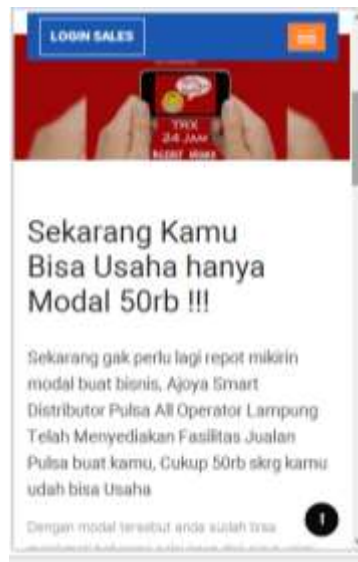 LOGIN SALES
TRX
24 JAM
Sekarang Kamu
Bisa Usaha hanya
Modal 50rb !!!
Sekarang gak perlu lagi repot mikirin
modal buat bisnis, Ajoya Smart
Distributor Pulsa All Operator Lampung
Telah Menyediakan Fasilitas Jualan
Pulsa buat kamu, Cukup 50rb skrg kamu
udah bisa Usaha
Dengan modal tersebut anda sudah bisa